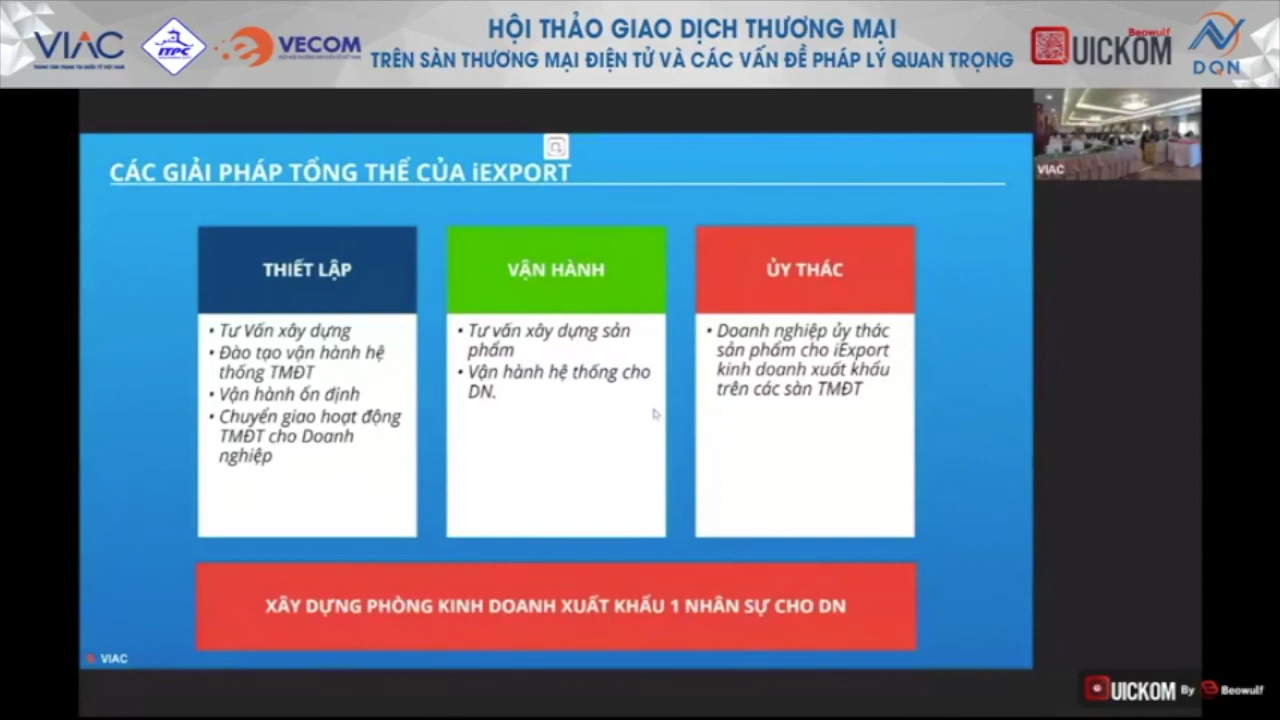 VIAC
ITPC
VECOM
HỘI THẢO GIAO DỊCH THƯƠNG MẠI
TRÊN SÀN THƯƠNG MẠI ĐIỆN TỬ VÀ CÁC VẤN ĐỀ PHÁP LÝ QUAN TRỌNG
Beowulf
QUICKOM
DQN
VIAC
CÁC GIẢI PHÁP TỔNG THỂ CỦA iEXPORT
THIẾT LẬP
• Tư Vấn xây dựng
• Đào tạo vận hành hệ
thống TMĐT
• Vận hành ổn định
• Chuyển giao hoạt động
TMĐT cho Doanh
nghiệp
VẬN HÀNH
• Tư vấn xây dựng sản
phẩm
• Vận hành hệ thống cho
DN.
ỦY THÁC
• Doanh nghiệp ủy thác
sản phẩm cho iExport
kinh doanh xuất khẩu
trên các sàn TMĐT
XÂY DỰNG PHÒNG KINH DOANH XUẤT KHẨU 1 NHÂN SỰ CHO DN
VIAC
QUICKOM By Beowulf